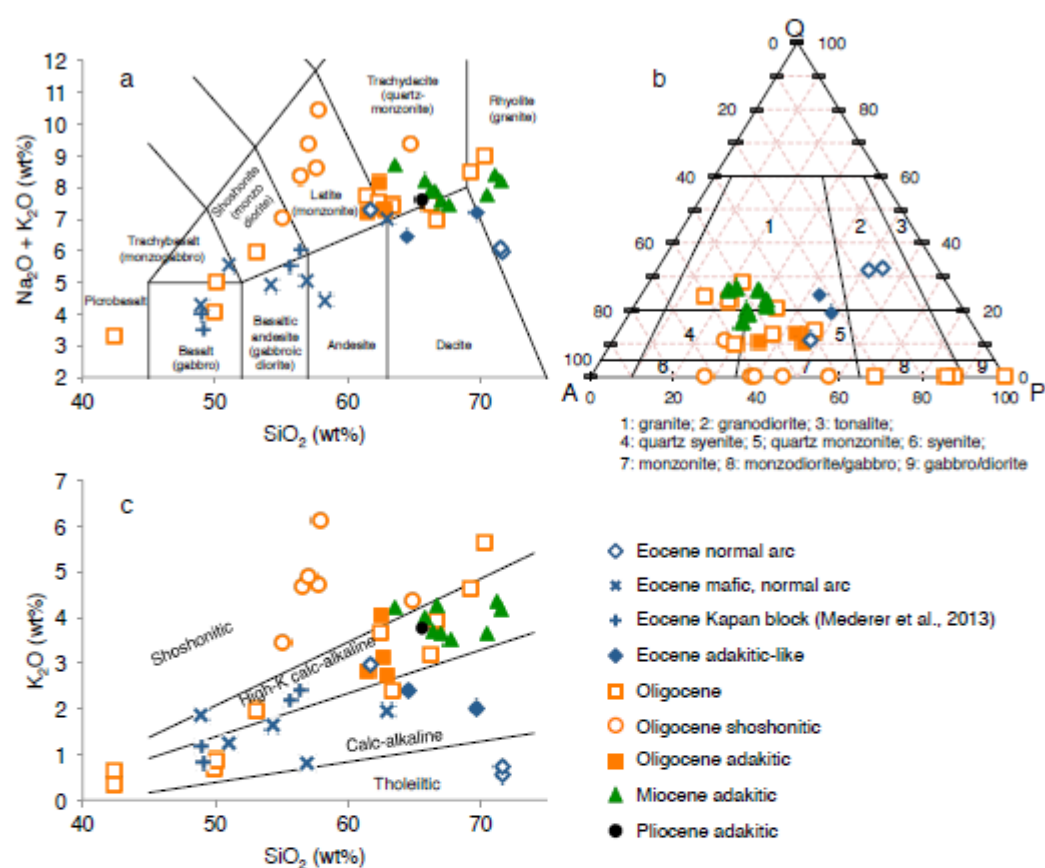 a
12
11
10
9
8
7
6
5
4
3
2
Na₂O + K₂O (wt%)
40
50
60
70
SiO₂ (wt%)
Picrobasalt
Trachybasalt
(monzogabbro)
Shoshonite
(monzo
diorite)
Latite
(monzonite)
Trachydacite
(quartz-
monzonite)
Rhyolite
(granite)
Basalt
(gabbro)
Basaltic
andesite
(gabbroic
diorite)
Andesite
Dacite
b
Q
0
100
20
80
40
60
60
40
80
20
100
0
A
P
0
20
40
60
80
100
1
2
3
4
5
6
7
8
9
1: granite; 2: granodiorite; 3: tonalite;
4: quartz syenite; 5; quartz monzonite; 6: syenite;
7: monzonite; 8: monzodiorite/gabbro; 9: gabbro/diorite
c
7
6
5
4
3
2
1
0
K₂O (wt%)
40
50
60
70
SiO₂ (wt%)
Shoshonitic
High-K calc-alkaline
Calc-alkaline
Tholeiitic
Eocene normal arc
Eocene mafic, normal arc
Eocene Kapan block (Mederer et al., 2013)
Eocene adakitic-like
Oligocene
Oligocene shoshonitic
Oligocene adakitic
Miocene adakitic
Pliocene adakitic